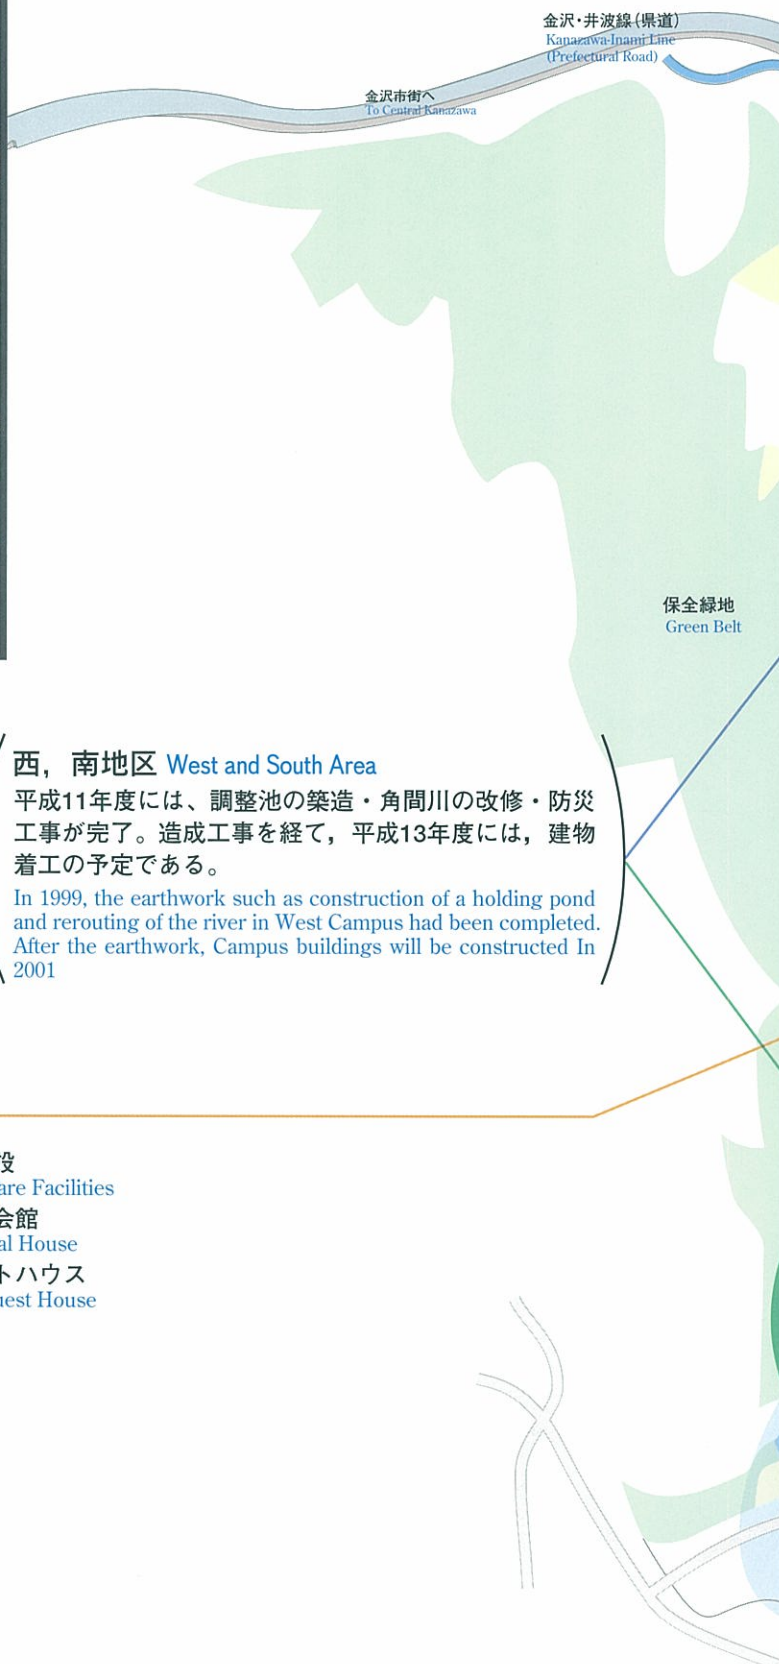 金沢・井波線(県道)
Kanazawa-Inami Line
(Prefectural Road)
金沢市街へ
To Central Kanazawa
保全緑地
Green Belt
西，南地区 West and South Area
平成11年度には、調整池の築造・角間川の改修・防災
工事が完了。造成工事を経て，平成13年度には，建物
着工の予定である。
In 1999, the earthwork such as construction of a holding pond
and rerouting of the river in West Campus had been completed.
After the earthwork, Campus buildings will be constructed In
2001
設
are Facilities
会館
al House
トハウス
uest House